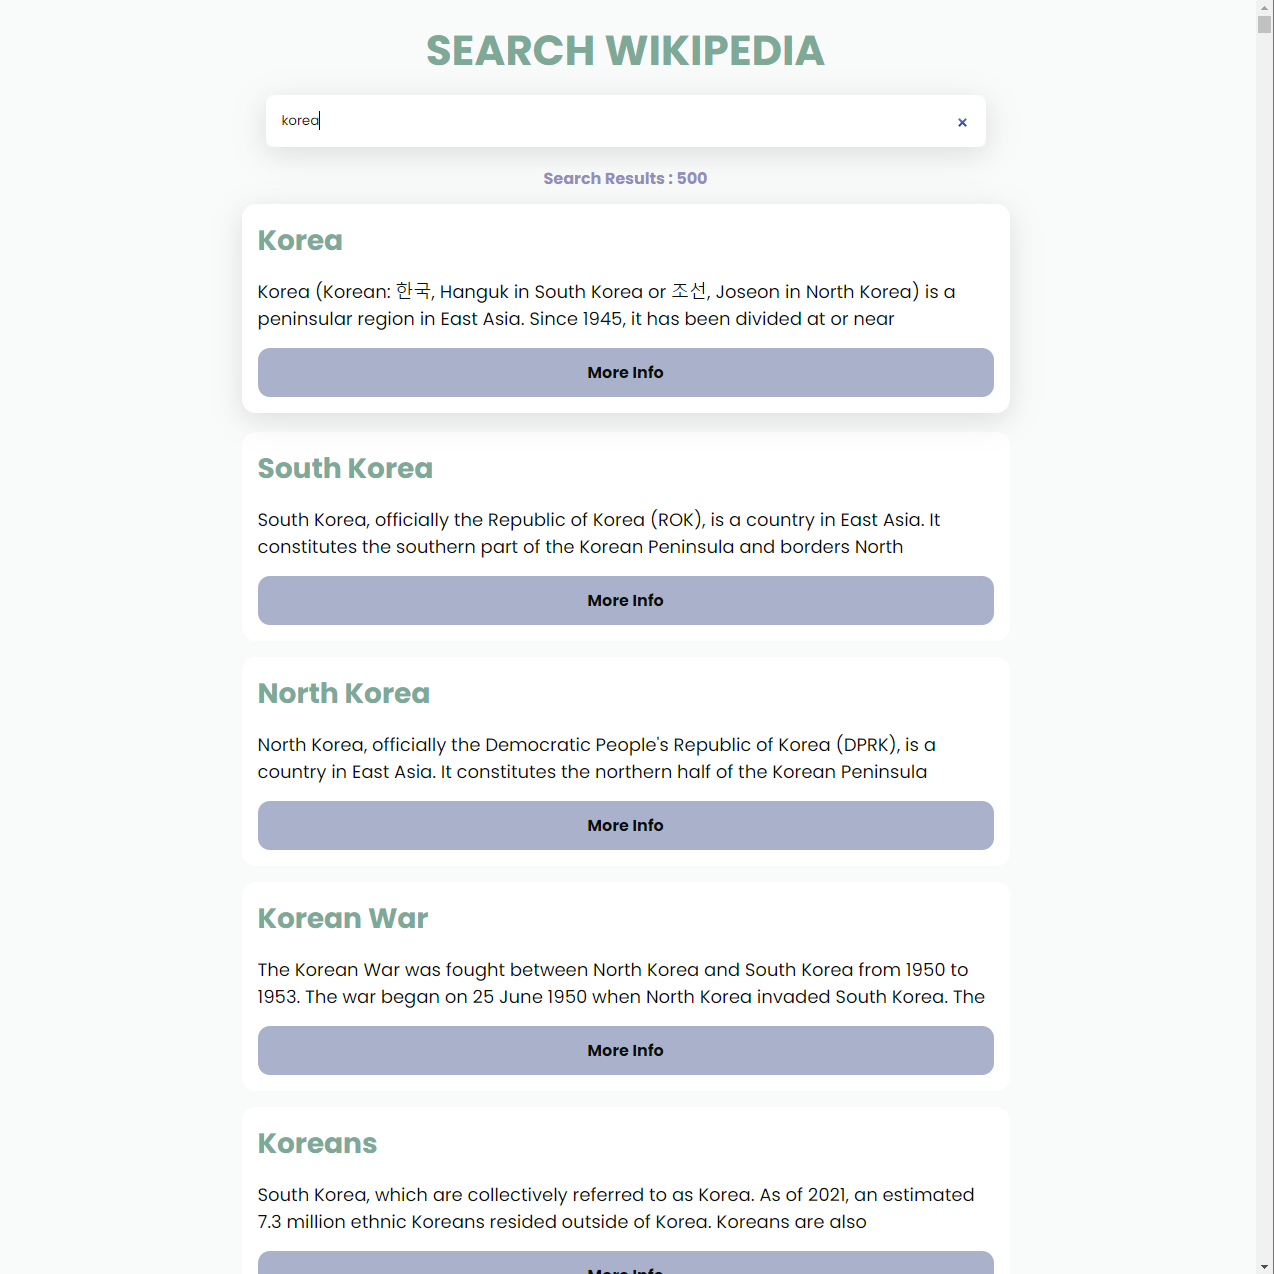 SEARCH WIKIPEDIA
korea
×
Search Results : 500
Korea
Korea (Korean: 한국, Hanguk in South Korea or 조선, Joseon in North Korea) is a
peninsular region in East Asia. Since 1945, it has been divided at or near
More Info
South Korea
South Korea, officially the Republic of Korea (ROK), is a country in East Asia. It
constitutes the southern part of the Korean Peninsula and borders North
More Info
North Korea
North Korea, officially the Democratic People's Republic of Korea (DPRK), is a
country in East Asia. It constitutes the northern half of the Korean Peninsula
More Info
Korean War
The Korean War was fought between North Korea and South Korea from 1950 to
1953. The war began on 25 June 1950 when North Korea invaded South Korea. The
More Info
Koreans
South Korea, which are collectively referred to as Korea. As of 2021, an estimated
7.3 million ethnic Koreans resided outside of Korea. Koreans are also
More Info